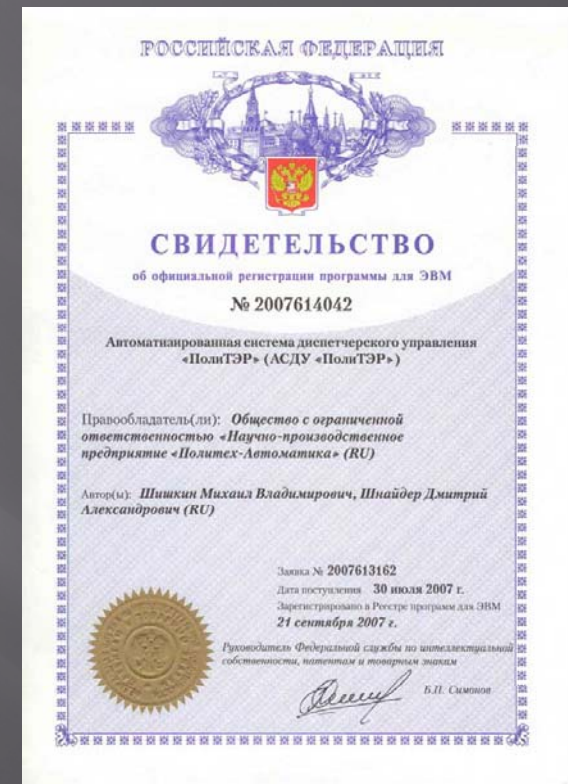 РОССИЙСКАЯ ФЕДЕРАЦИЯ
СВИДЕТЕЛЬСТВО
об официальной регистрации программы для ЭВМ
№ 2007614042
Автоматизированная система диспетчерского управления
«ПолиТЭР» (АСДУ «ПолиТЭР»)
Правообладатель(ли): Общество с ограниченной
ответственностью «Научно-производственное
предприятие «Политех-Автоматика» (RU)
Автор(ы): Шишкин Михаил Владимирович, Шнайдер Дмитрий
Александрович (RU)
Заявка № 2007613162
Дата поступления 30 июля 2007 г.
Зарегистрировано в Реестре программ для ЭВМ
21 сентября 2007 г.
Руководитель Федеральной службы по интеллектуальной
собственности, патентам и товарным знакам
Б.П. Симонов